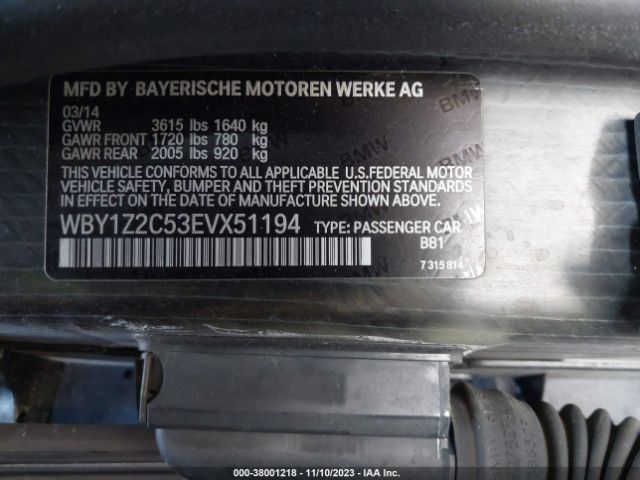 MFD BY BAYERISCHE MOTOREN WERKE AG
03/14
GVWR 3615 lbs 1640 kg
GAWR FRONT 1720 lbs 780 kg
GAWR REAR 2005 lbs 920 kg
THIS VEHICLE CONFORMS TO ALL APPLICABLE U.S.FEDERAL MOTOR
VEHICLE SAFETY, BUMPER AND THEFT PREVENTION STANDARDS
IN EFFECT ON THE DATE OF MANUFACTURE SHOWN ABOVE.
WBY1Z2C53EVX51194 TYPE: PASSENGER CAR
B81
7 315 814
BMW
000-38001218 - 11/10/2023 - IAA Inc.